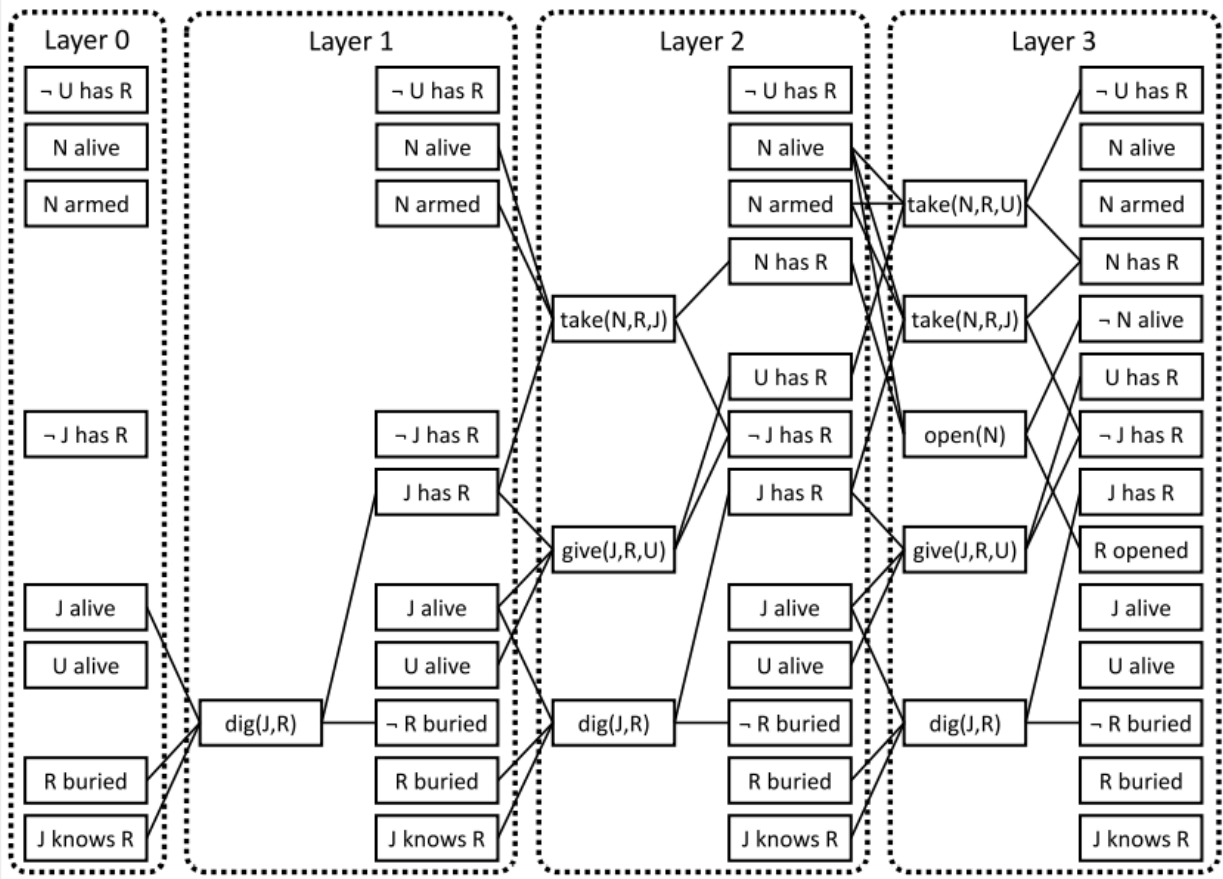 Layer 0
¬ U has R
N alive
N armed
¬ J has R
J alive
U alive
R buried
J knows R
Layer 1
dig(J,R)
¬ U has R
N alive
N armed
¬ J has R
J has R
J alive
U alive
¬ R buried
R buried
J knows R
Layer 2
take(N,R,J)
give(J,R,U)
dig(J,R)
¬ U has R
N alive
N armed
N has R
U has R
¬ J has R
J has R
J alive
U alive
¬ R buried
R buried
J knows R
Layer 3
take(N,R,U)
take(N,R,J)
open(N)
give(J,R,U)
dig(J,R)
¬ U has R
N alive
N armed
N has R
¬ N alive
U has R
¬ J has R
J has R
R opened
J alive
U alive
¬ R buried
R buried
J knows R